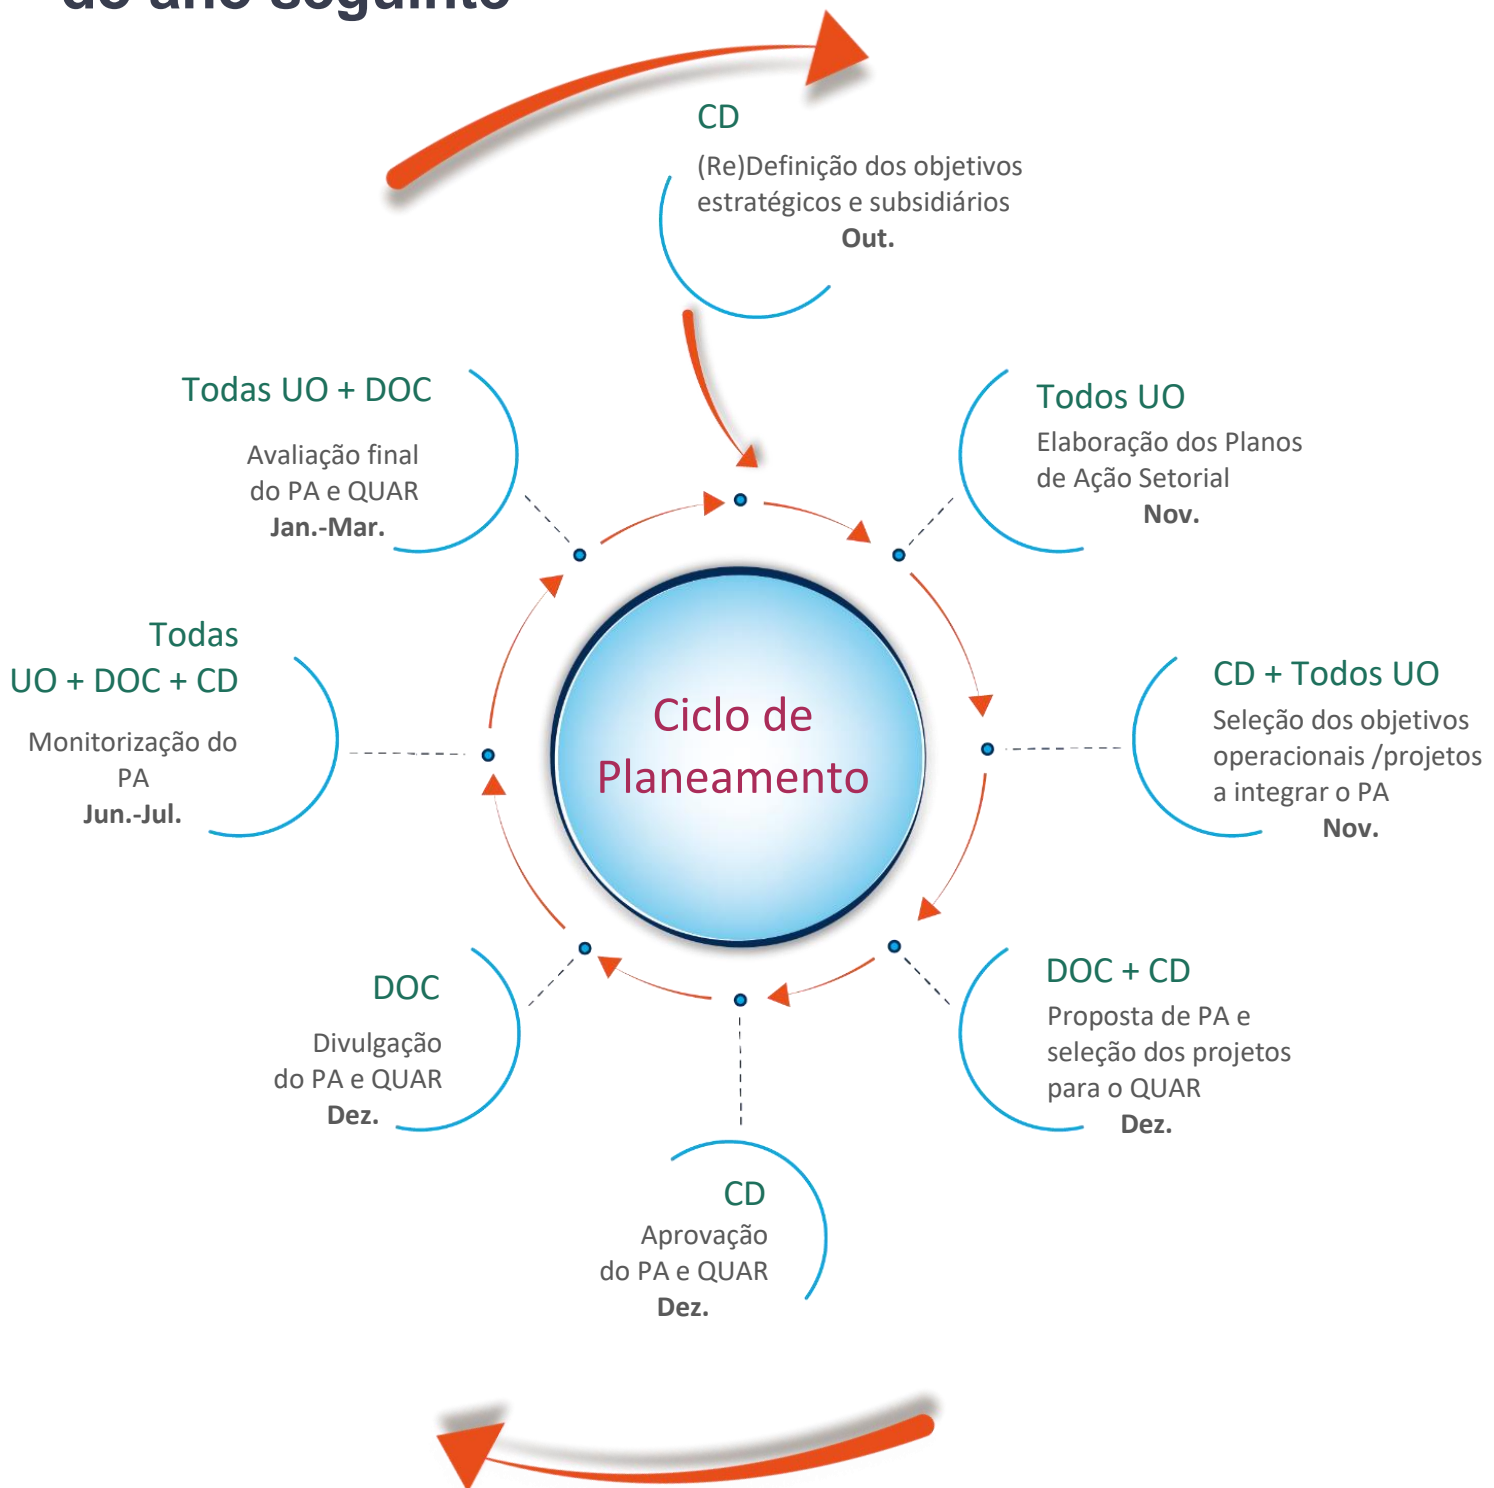 do ano seguinte
CD
(Re)Definição dos objetivos
estratégicos e subsidiários
Out.
Todos UO
Elaboração dos Planos
de Ação Setorial
Nov.
CD + Todos UO
Seleção dos objetivos
operacionais /projetos
a integrar o PA
Nov.
DOC + CD
Proposta de PA e
seleção dos projetos
para o QUAR
Dez.
CD
Aprovação
do PA e QUAR
Dez.
DOC
Divulgação
do PA e QUAR
Dez.
Todas
UO + DOC + CD
Monitorização do
PA
Jun.-Jul.
Todas UO + DOC
Avaliação final
do PA e QUAR
Jan.-Mar.
Ciclo de
Planeamento